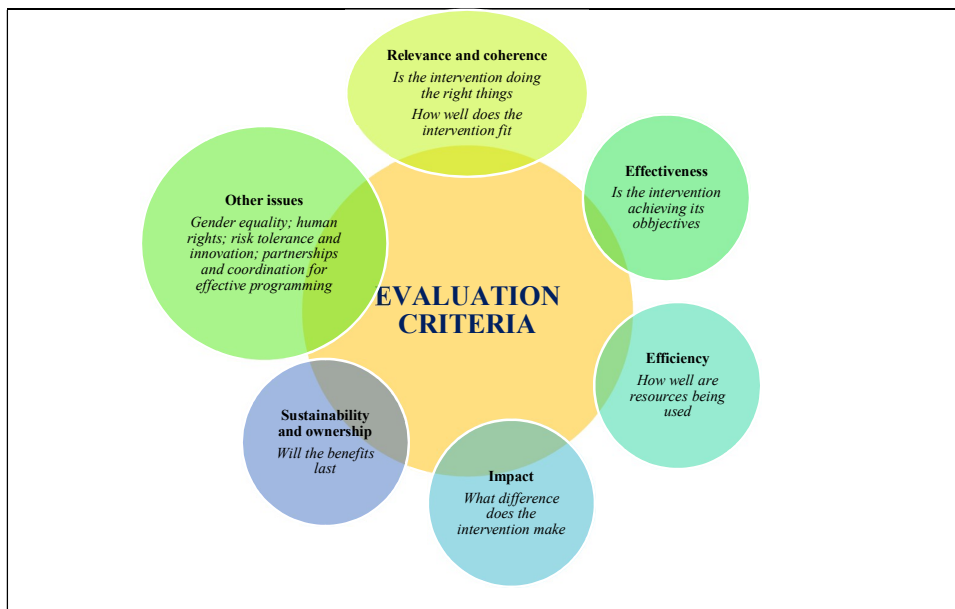 Relevance and coherence
Is the intervention doing
the right things
How well does the
intervention fit
Effectiveness
Is the intervention
achieving its
obbjectives
Efficiency
How well are
resources being
used
Impact
What difference
does the
intervention make
Sustainability
and ownership
Will the benefits
last
Other issues
Gender equality; human
rights; risk tolerance and
innovation; partnerships
and coordination for
effective programming
EVALUATION
CRITERIA